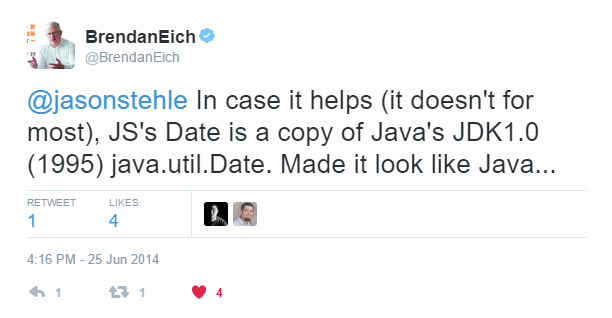 BrendanEich
@BrendanEich
@jasonstehle In case it helps (it doesn't for
most), JS's Date is a copy of Java's JDK1.0
(1995) java.util.Date. Made it look like Java...
RETWEET LIKES
1 4
4:16 PM - 25 Jun 2014
1 1 4